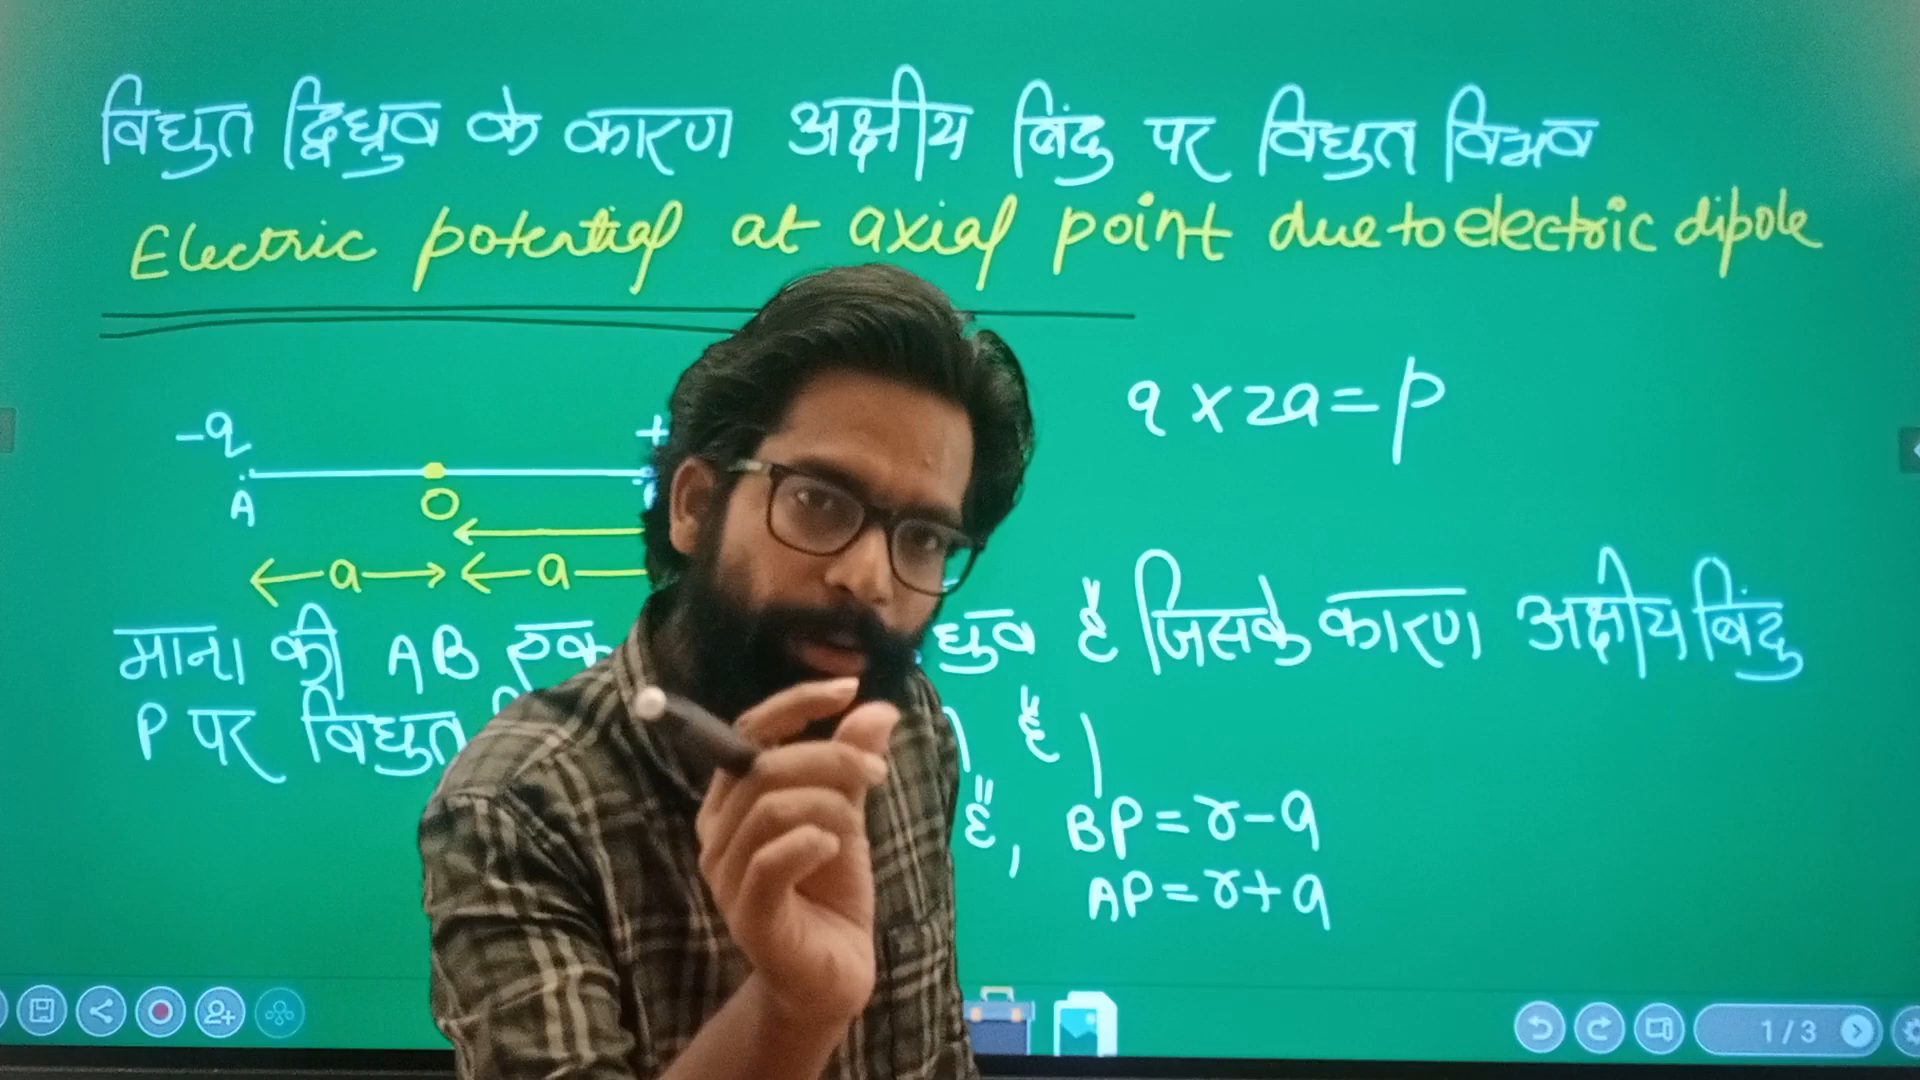 विद्युत द्विध्रुव के कारण अक्षीय बिंदु पर विद्युत विभव
Electric potential at axial point due to electric dipole
q x 2a = p
-q +
A O
a a
माना की AB एक ध्रुव है जिसके कारण अक्षीय बिंदु
P पर विद्युत है।
है, BP = r - a
AP = r + a
1/3